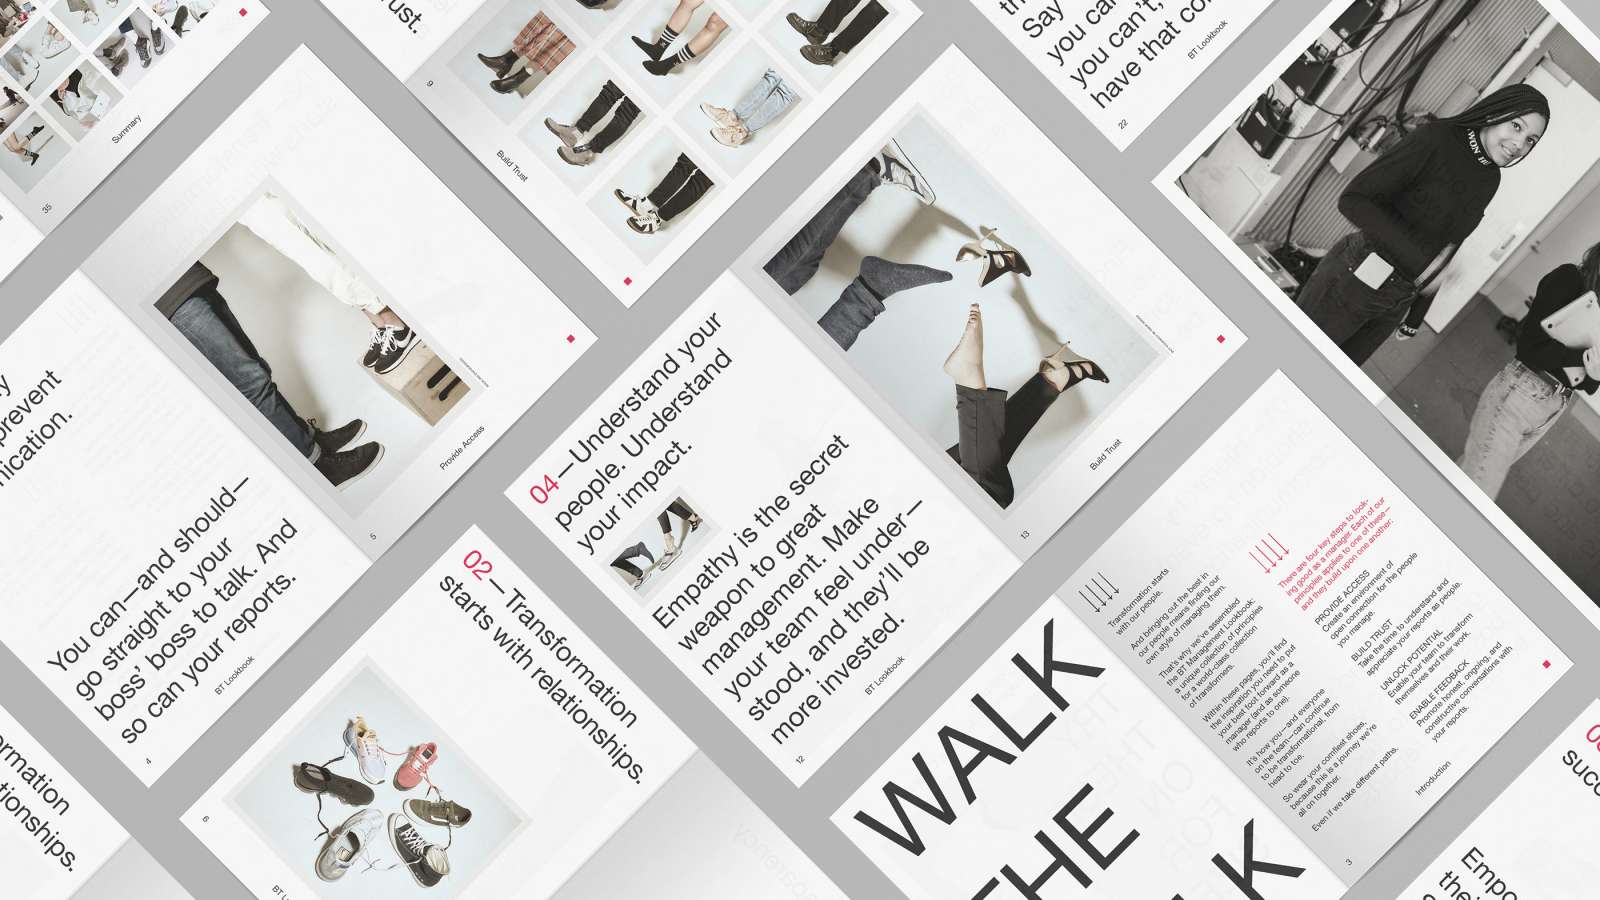 Summary
35
rust.
9
Build Trust
Say
you ca
you can't,
have that co
BT Lookbook
22
WON BE
prevent
nication.
You can—and should—
go straight to your
boss' boss to talk. And
so can your reports.
BT Lookbook
4
Provide Access
5
04—Understand your
people. Understand
your impact.
Empathy is the secret
weapon to great
management. Make
your team feel under—
stood, and they'll be
more invested.
BT Lookbook
12
Build Trust
13
02—Transformation
starts with relationships.
6
ormation
tionships.
WALK
THE
LK
Transformation starts
with our people.
And bringing out the best in
our people means finding our
own style of managing them.
That's why we've assembled
the BT Management Lookbook:
a unique collection of principles
for a world-class collection
of transformers.
Within these pages, you'll find
the inspiration you need to put
your best foot forward as a
manager (and as someone
who reports to one).
It's how you—and everyone
on the team—can continue
to be transformational, from
head to toe.
So wear your comfiest shoes,
because this is a journey we're
all on together.
Even if we take different paths.
There are four key steps to look-
ing good as a manager. Each of our
principles applies to one of these—
and they build upon one another:
PROVIDE ACCESS
Create an environment of
open connection for the people
you manage.
BUILD TRUST
Take the time to understand and
appreciate your reports as people.
UNLOCK POTENTIAL
Enable your team to transform
themselves and their work.
ENABLE FEEDBACK
Promote honest, ongoing, and
constructive conversations with
your reports.
Introduction
3
succ
Empo